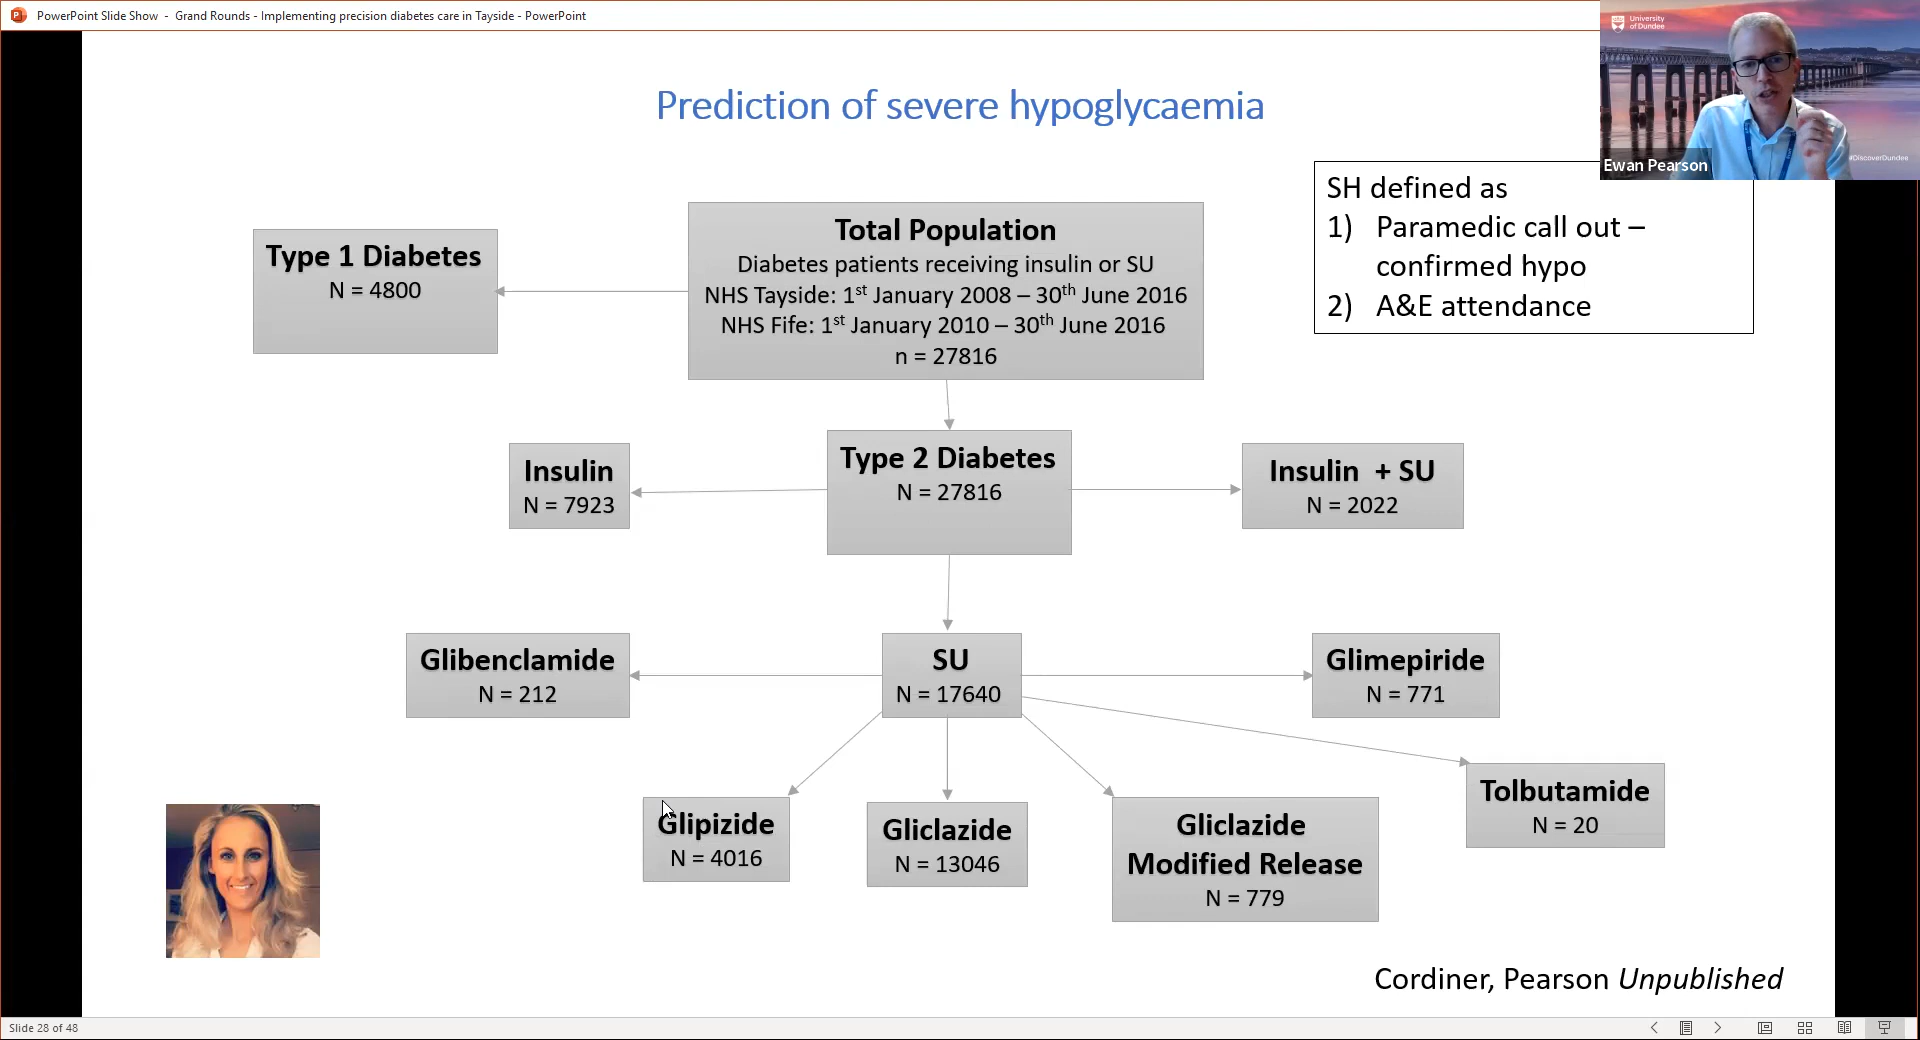 PowerPoint Slide Show - Grand Rounds - Implementing precision diabetes care in Tayside - PowerPoint
University
of Dundee
#DiscoverDundee
Ewan Pearson
Prediction of severe hypoglycaemia
SH defined as
1) Paramedic call out –
confirmed hypo
2) A&E attendance
Total Population
Diabetes patients receiving insulin or SU
NHS Tayside: 1st January 2008 – 30th June 2016
NHS Fife: 1st January 2010 – 30th June 2016
n = 27816
Type 1 Diabetes
N = 4800
Insulin
N = 7923
Type 2 Diabetes
N = 27816
Insulin + SU
N = 2022
Glibenclamide
N = 212
SU
N = 17640
Glimepiride
N = 771
Glipizide
N = 4016
Gliclazide
N = 13046
Gliclazide
Modified Release
N = 779
Tolbutamide
N = 20
Cordiner, Pearson Unpublished
Slide 28 of 48